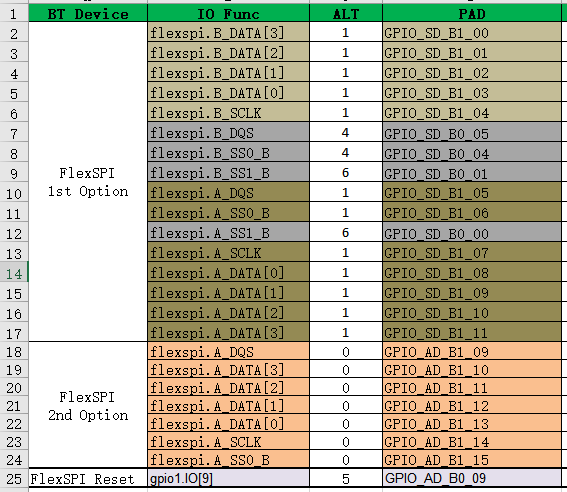 1 BT Device IO Func ALT PAD
2 flexspi.B_DATA[3] 1 GPIO_SD_B1_00
3 flexspi.B_DATA[2] 1 GPIO_SD_B1_01
4 flexspi.B_DATA[1] 1 GPIO_SD_B1_02
5 flexspi.B_DATA[0] 1 GPIO_SD_B1_03
6 flexspi.B_SCLK 1 GPIO_SD_B1_04
7 flexspi.B_DQS 4 GPIO_SD_B0_05
8 flexspi.B_SS0_B 4 GPIO_SD_B0_04
FlexSPI
1st Option
9 flexspi.B_SS1_B 6 GPIO_SD_B0_01
10 flexspi.A_DQS 1 GPIO_SD_B1_05
11 flexspi.A_SS0_B 1 GPIO_SD_B1_06
12 flexspi.A_SS1_B 6 GPIO_SD_B0_00
13 flexspi.A_SCLK 1 GPIO_SD_B1_07
14 flexspi.A_DATA[0] 1 GPIO_SD_B1_08
15 flexspi.A_DATA[1] 1 GPIO_SD_B1_09
16 flexspi.A_DATA[2] 1 GPIO_SD_B1_10
17 flexspi.A_DATA[3] 1 GPIO_SD_B1_11
18 flexspi.A_DQS 0 GPIO_AD_B1_09
19 flexspi.A_DATA[3] 0 GPIO_AD_B1_10
20 flexspi.A_DATA[2] 0 GPIO_AD_B1_11
FlexSPI
2nd Option
21 flexspi.A_DATA[1] 0 GPIO_AD_B1_12
22 flexspi.A_DATA[0] 0 GPIO_AD_B1_13
23 flexspi.A_SCLK 0 GPIO_AD_B1_14
24 flexspi.A_SS0_B 0 GPIO_AD_B1_15
25 FlexSPI Reset gpio1.IO[9] 5 GPIO_AD_B0_09